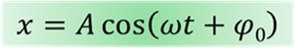 x = A cos(ωt + φ₀)